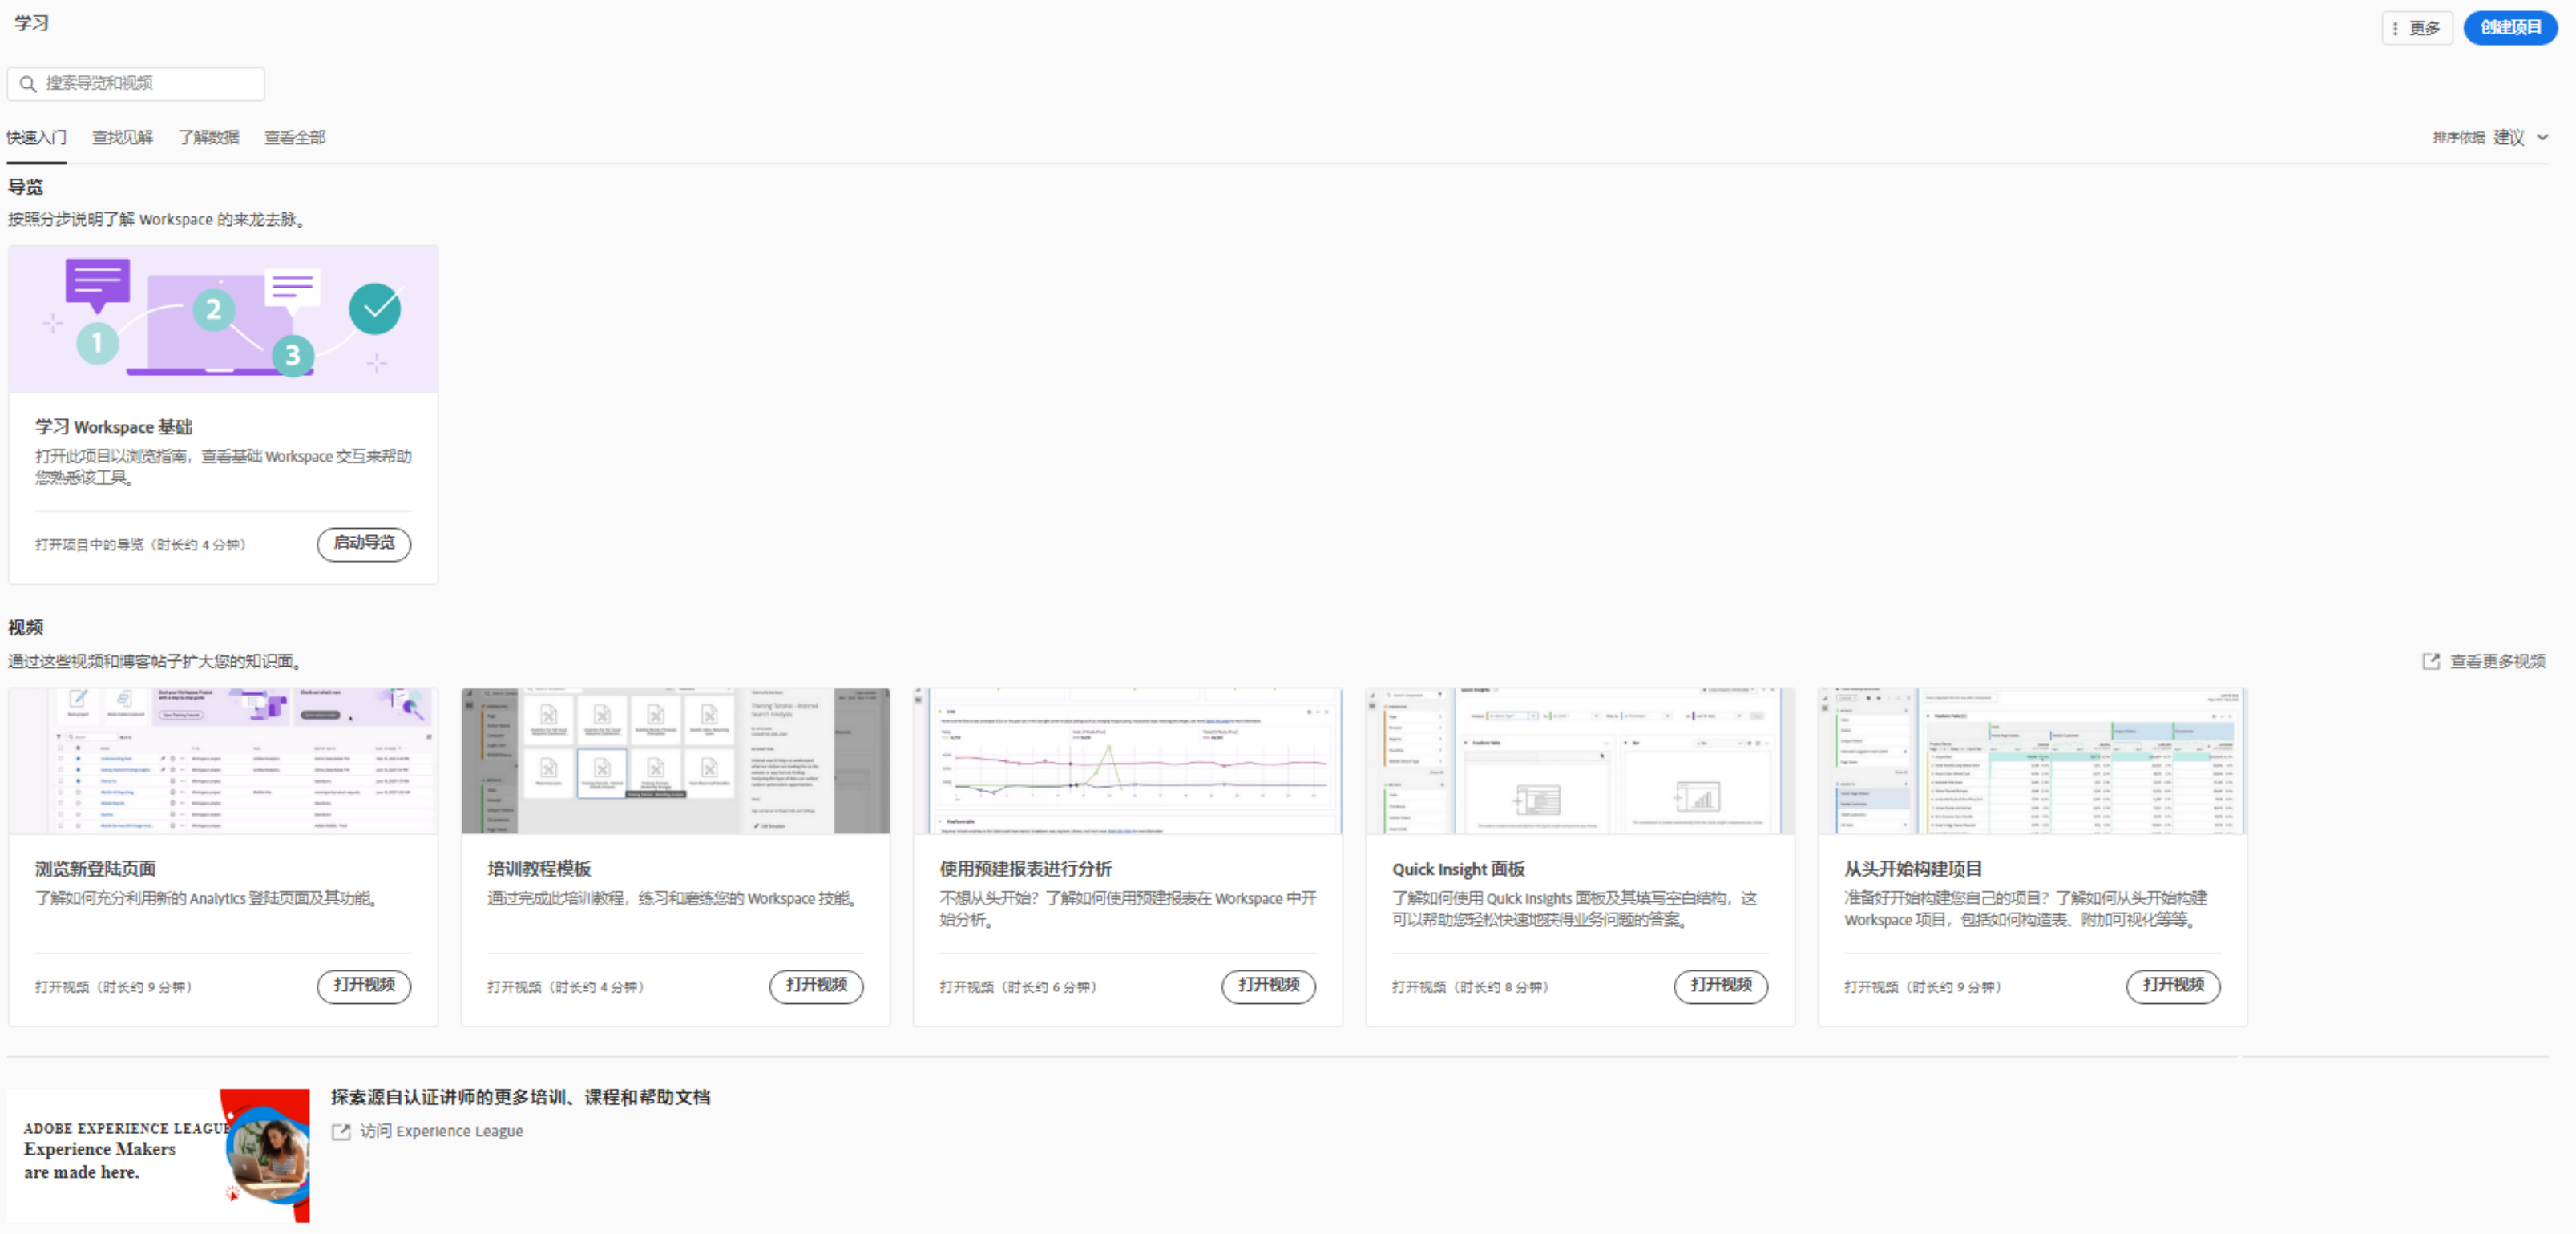 学习
更多
创建项目
搜索导览和视频
快速入门 查找见解 了解数据 查看全部
排序依据 建议
导览
按照分步说明了解 Workspace 的来龙去脉。
1
2
3
学习 Workspace 基础
打开此项目以浏览指南，查看基础 Workspace 交互来帮助
您熟悉该工具。
打开项目中的导览（时长约 4 分钟）
启动导览
视频
通过这些视频和博客帖子扩大您的知识面。
查看更多视频
浏览新登陆页面
了解如何充分利用新的 Analytics 登陆页面及其功能。
打开视频（时长约 9 分钟）
打开视频
Training Tutorial - Internal
Search Analysis
培训教程模板
通过完成此培训教程，练习和磨练您的 Workspace 技能。
打开视频（时长约 4 分钟）
打开视频
使用预建报表进行分析
不想从头开始？了解如何使用预建报表在 Workspace 中开
始分析。
打开视频（时长约 6 分钟）
打开视频
Quick Insight 面板
了解如何使用 Quick Insights 面板及其填写空白结构，这
可以帮助您轻松快速地获得业务问题的答案。
打开视频（时长约 8 分钟）
打开视频
从头开始构建项目
准备好开始构建您自己的项目？了解如何从头开始构建
Workspace 项目，包括如何构造表、附加可视化等等。
打开视频（时长约 9 分钟）
打开视频
ADOBE EXPERIENCE LEAGUE
Experience Makers
are made here.
探索源自认证讲师的更多培训、课程和帮助文档
访问 Experience League